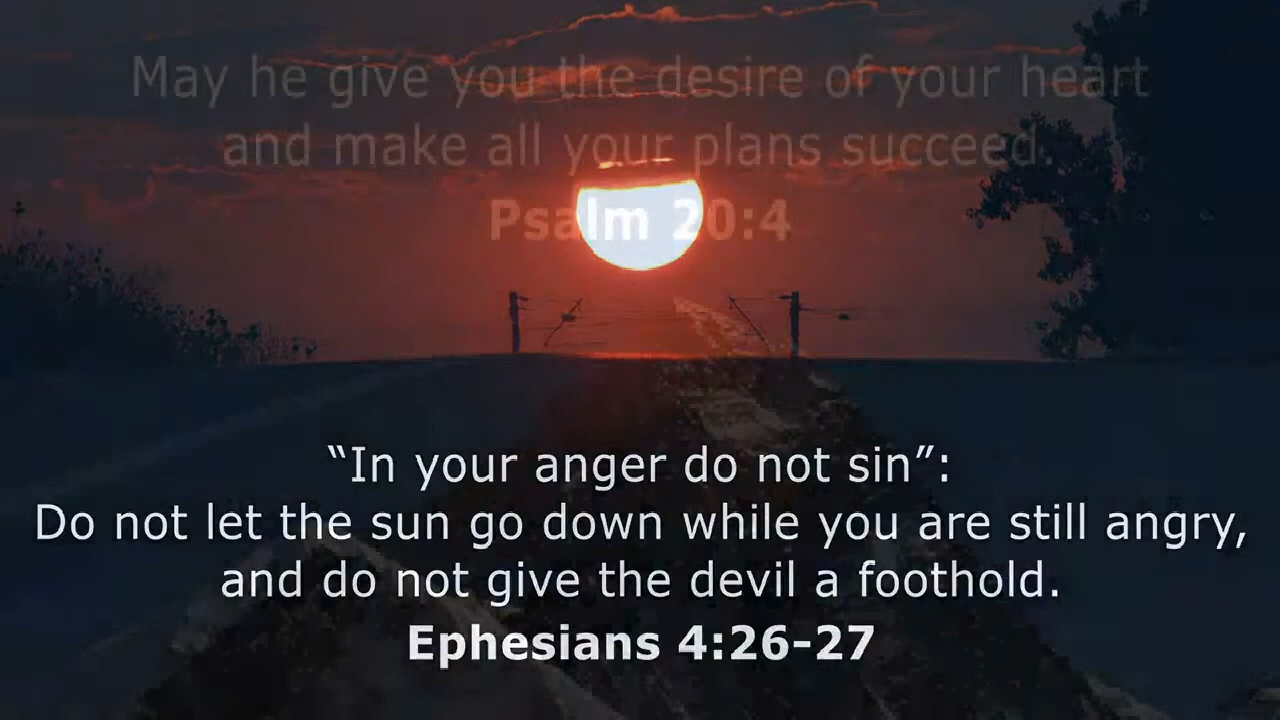 May he give you the desire of your heart
and make all your plans succeed.
Psalm 20:4
“In your anger do not sin”:
Do not let the sun go down while you are still angry,
and do not give the devil a foothold.
Ephesians 4:26-27